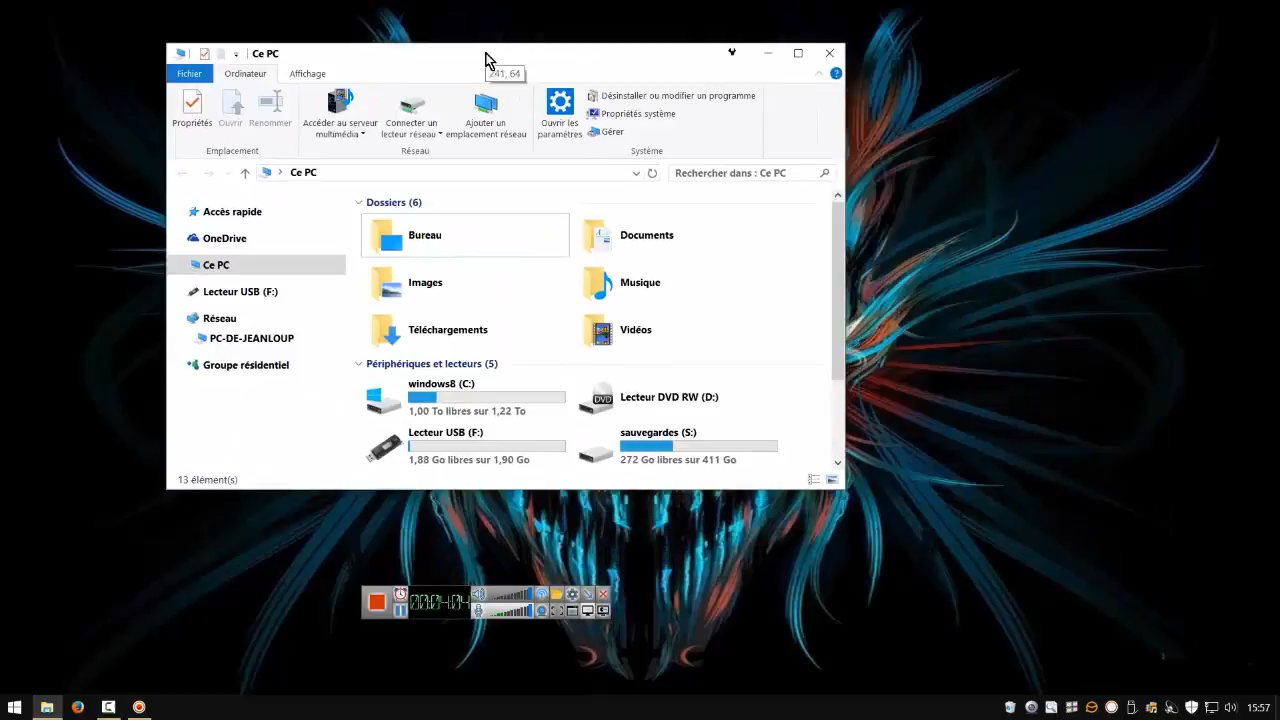 Ce PC
241, 64
Fichier
Ordinateur
Affichage
Propriétés
Ouvrir
Renommer
Accéder au serveur
multimédia
Connecter un
lecteur réseau
Ajouter un
emplacement réseau
Ouvrir les
paramètres
Désinstaller ou modifier un programme
Propriétés système
Gérer
Emplacement
Réseau
Système
Ce PC
Rechercher dans : Ce PC
Accès rapide
OneDrive
Ce PC
Lecteur USB (F:)
Réseau
PC-DE-JEANLOUP
Groupe résidentiel
Dossiers (6)
Bureau
Documents
Images
Musique
Téléchargements
Vidéos
Périphériques et lecteurs (5)
windows8 (C:)
1,00 To libres sur 1,22 To
DVD
Lecteur DVD RW (D:)
Lecteur USB (F:)
1,88 Go libres sur 1,90 Go
sauvegardes (S:)
272 Go libres sur 411 Go
13 élément(s)
15:57